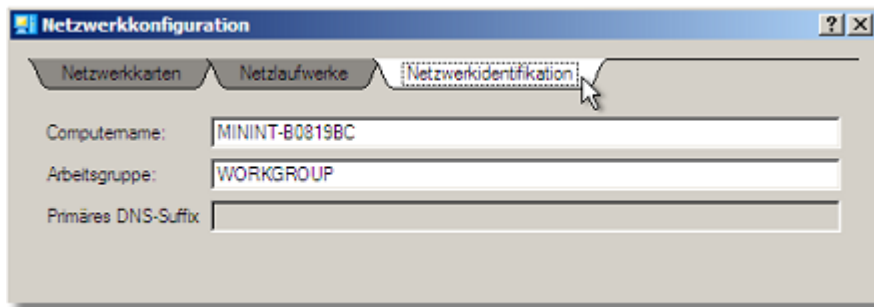 Netzwerkkonfiguration
Netzwerkkarten Netzlaufwerke Netzwerkidentifikation
Computername: MININT-B0819BC
Arbeitsgruppe: WORKGROUP
Primäres DNS-Suffix